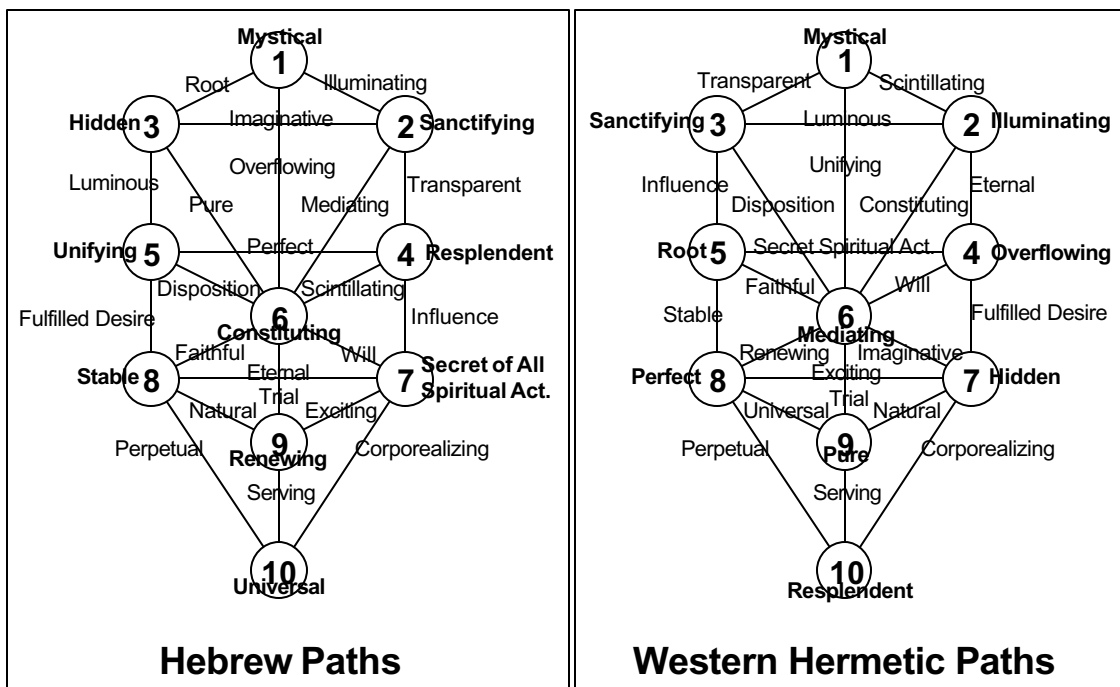 Mystical
1
Root
Illuminating
Hidden
3
Imaginative
2
Sanctifying
Overflowing
Luminous
Transparent
Pure
Mediating
Unifying
5
Perfect
4
Resplendent
Disposition
Scintillating
Fulfilled Desire
6
Influence
Constituting
Faithful
Will
Stable
8
Eternal
7
Secret of All
Spiritual Act.
Trial
Natural
Exciting
Perpetual
9
Corporealizing
Renewing
Serving
10
Universal
Hebrew Paths
Mystical
1
Transparent
Scintillating
Sanctifying
3
Luminous
2
Illuminating
Unifying
Influence
Eternal
Disposition
Constituting
Root
5
Secret Spiritual Act.
4
Overflowing
Faithful
Will
Stable
6
Fulfilled Desire
Mediating
Renewing
Imaginative
Perfect
8
Exciting
7
Hidden
Trial
Universal
Natural
Perpetual
9
Corporealizing
Pure
Serving
10
Resplendent
Western Hermetic Paths